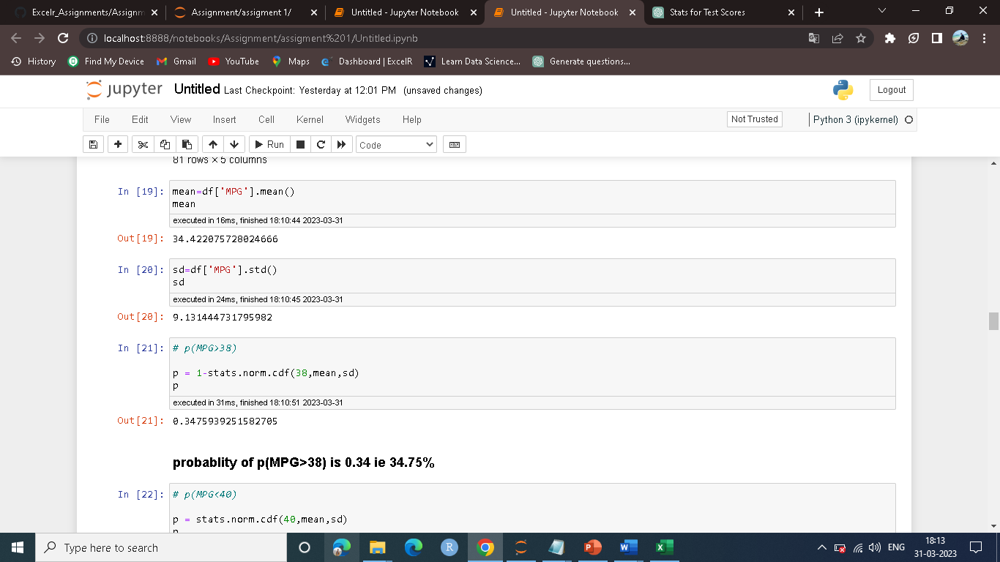 Excelr_Assignments/Assignm
Assignment/assigment 1/
Untitled - Jupyter Notebook
Untitled - Jupyter Notebook
Stats for Test Scores
localhost:8888/notebooks/Assignment/assigment%201/Untitled.ipynb
History
Find My Device
Gmail
YouTube
Maps
Dashboard | ExcelR
Learn Data Science...
Generate questions...
jupyter Untitled Last Checkpoint: Yesterday at 12:01 PM (unsaved changes)
Logout
File Edit View Insert Cell Kernel Widgets Help
Not Trusted
Python 3 (ipykernel)
Run
Code
81 rows × 5 columns
In [19]: mean=df['MPG'].mean()
mean
executed in 16ms, finished 18:10:44 2023-03-31
Out[19]: 34.422075728024666
In [20]: sd=df['MPG'].std()
sd
executed in 24ms, finished 18:10:45 2023-03-31
Out[20]: 9.131444731795982
In [21]: # p(MPG>38)
p = 1-stats.norm.cdf(38,mean,sd)
p
executed in 31ms, finished 18:10:51 2023-03-31
Out[21]: 0.3475939251582705
probablity of p(MPG>38) is 0.34 ie 34.75%
In [22]: # p(MPG<40)
p = stats.norm.cdf(40,mean,sd)
p
Type here to search
ENG
18:13
31-03-2023